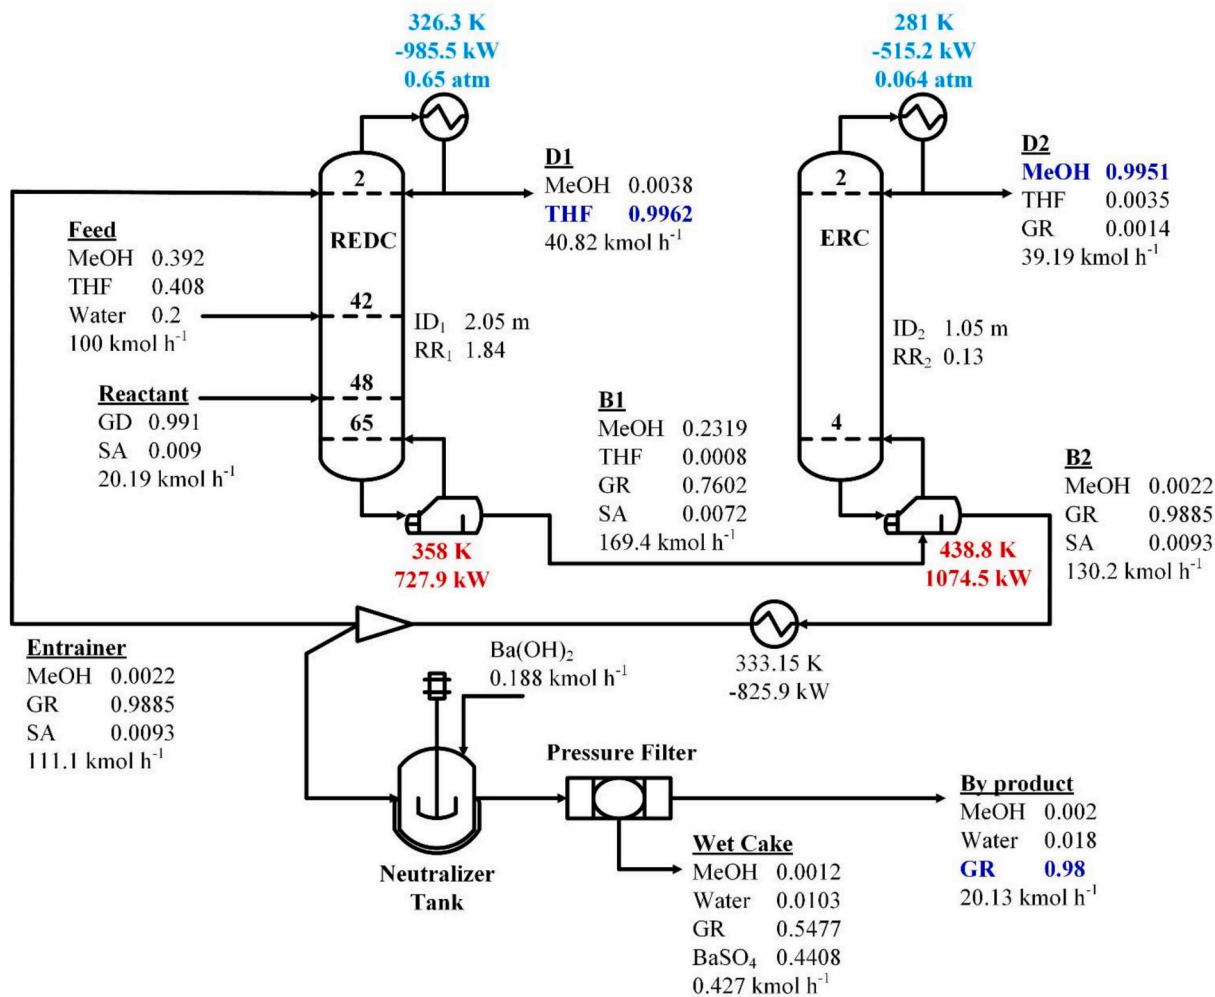 326.3 K
-985.5 kW
0.65 atm
281 K
-515.2 kW
0.064 atm
D1
MeOH 0.0038
THF 0.9962
40.82 kmol h⁻¹
D2
MeOH 0.9951
THF 0.0035
GR 0.0014
39.19 kmol h⁻¹
2
REDC
42
48
65
2
ERC
4
Feed
MeOH 0.392
THF 0.408
Water 0.2
100 kmol h⁻¹
ID₁ 2.05 m
RR₁ 1.84
ID₂ 1.05 m
RR₂ 0.13
Reactant
GD 0.991
SA 0.009
20.19 kmol h⁻¹
B1
MeOH 0.2319
THF 0.0008
GR 0.7602
SA 0.0072
169.4 kmol h⁻¹
B2
MeOH 0.0022
GR 0.9885
SA 0.0093
130.2 kmol h⁻¹
358 K
727.9 kW
438.8 K
1074.5 kW
Entrainer
MeOH 0.0022
GR 0.9885
SA 0.0093
111.1 kmol h⁻¹
Ba(OH)₂
0.188 kmol h⁻¹
333.15 K
-825.9 kW
Pressure Filter
Neutralizer
Tank
Wet Cake
MeOH 0.0012
Water 0.0103
GR 0.5477
BaSO₄ 0.4408
0.427 kmol h⁻¹
By product
MeOH 0.002
Water 0.018
GR 0.98
20.13 kmol h⁻¹